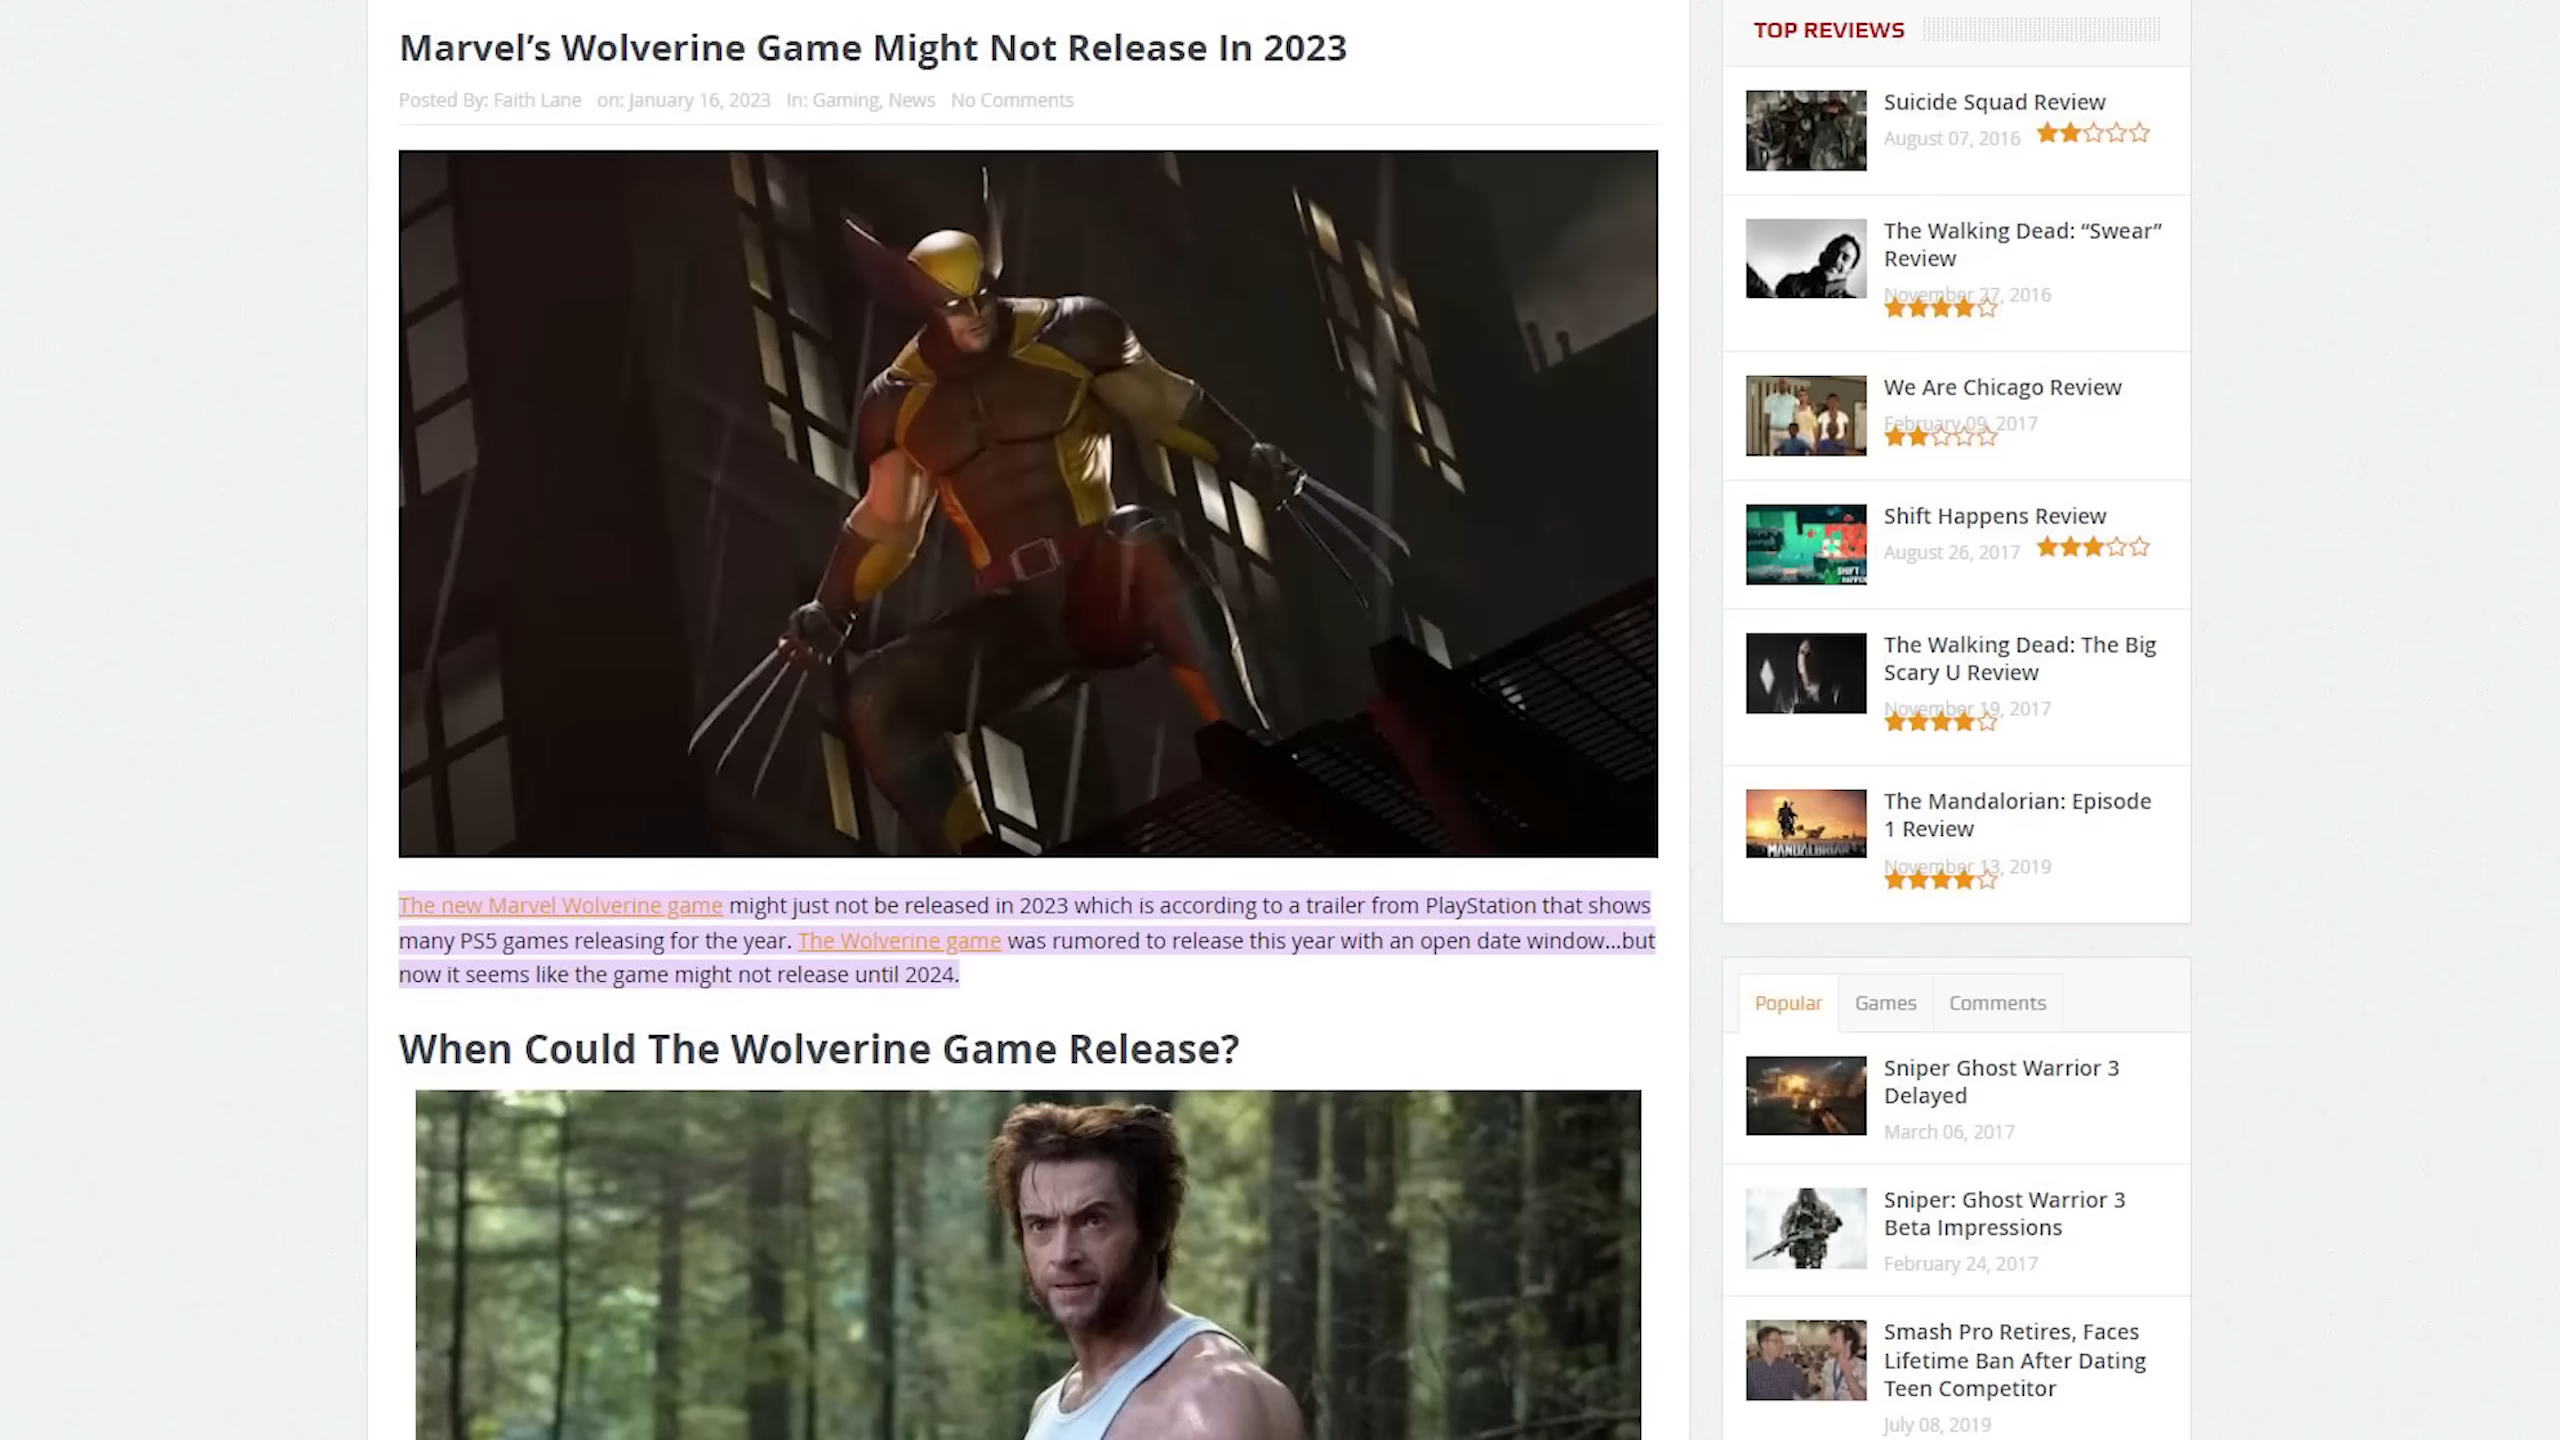 Marvel’s Wolverine Game Might Not Release In 2023
Posted By: Faith Lane on: January 16, 2023 In: Gaming, News No Comments
The new Marvel Wolverine game might just not be released in 2023 which is according to a trailer from PlayStation that shows
many PS5 games releasing for the year. The Wolverine game was rumored to release this year with an open date window...but
now it seems like the game might not release until 2024.
When Could The Wolverine Game Release?
TOP REVIEWS
Suicide Squad Review
August 07, 2016
The Walking Dead: “Swear”
Review
November 27, 2016
We Are Chicago Review
February 09, 2017
Shift Happens Review
August 26, 2017
SHIFT
The Walking Dead: The Big
Scary U Review
November 19, 2017
The Mandalorian: Episode
1 Review
November 13, 2019
MANDALORIAN
Popular Games Comments
Sniper Ghost Warrior 3
Delayed
March 06, 2017
Sniper: Ghost Warrior 3
Beta Impressions
February 24, 2017
Smash Pro Retires, Faces
Lifetime Ban After Dating
Teen Competitor
July 08, 2019